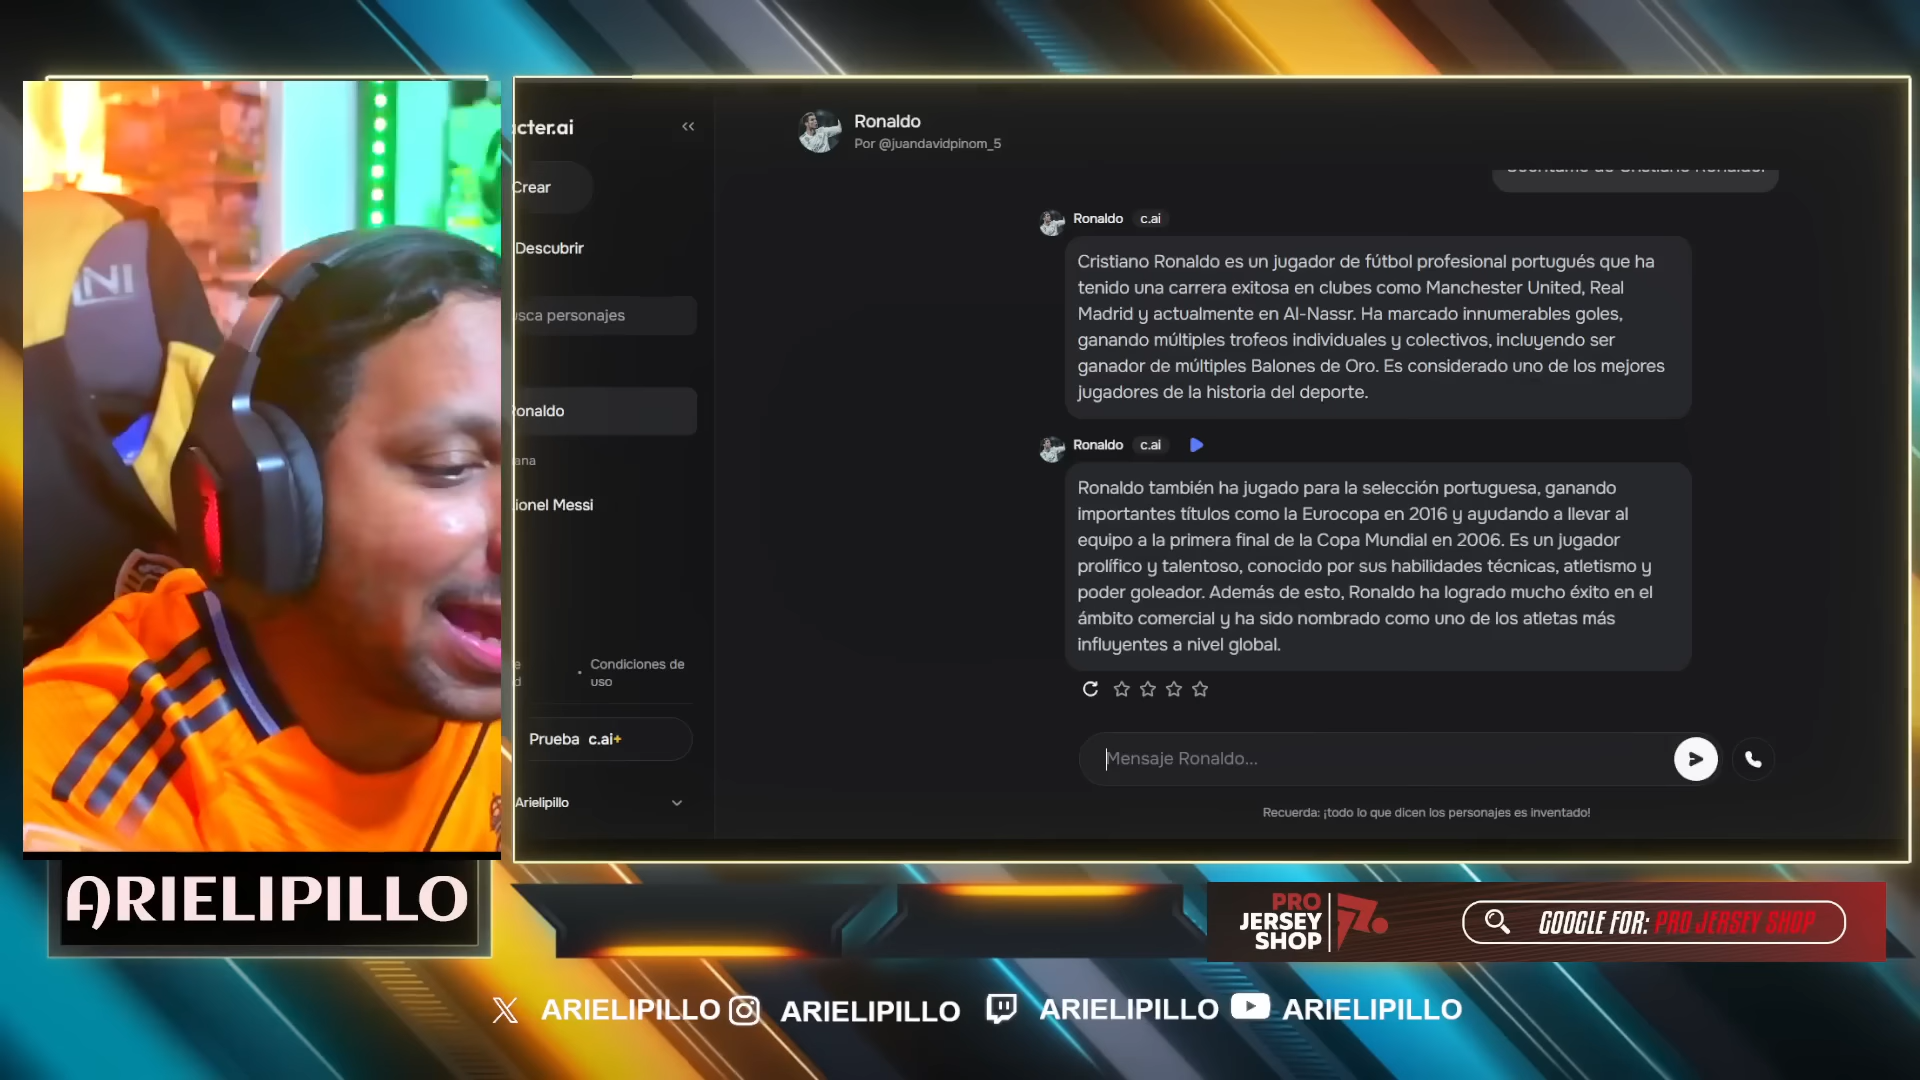 INI
acter.ai
Crear
Descubrir
usca personajes
Ronaldo
ana
ionel Messi
e
d
Condiciones de
uso
Prueba c.ai+
Arielipillo
Ronaldo
Por @juandavidpinom_5
Ronaldo c.ai
Cristiano Ronaldo es un jugador de fútbol profesional portugués que ha
tenido una carrera exitosa en clubes como Manchester United, Real
Madrid y actualmente en Al-Nassr. Ha marcado innumerables goles,
ganando múltiples trofeos individuales y colectivos, incluyendo ser
ganador de múltiples Balones de Oro. Es considerado uno de los mejores
jugadores de la historia del deporte.
Ronaldo c.ai
Ronaldo también ha jugado para la selección portuguesa, ganando
importantes títulos como la Eurocopa en 2016 y ayudando a llevar al
equipo a la primera final de la Copa Mundial en 2006. Es un jugador
prolífico y talentoso, conocido por sus habilidades técnicas, atletismo y
poder goleador. Además de esto, Ronaldo ha logrado mucho éxito en el
ámbito comercial y ha sido nombrado como uno de los atletas más
influyentes a nivel global.
Mensaje Ronaldo...
Recuerda: ¡todo lo que dicen los personajes es inventado!
ARIELIPILLO
PRO
JERSEY
SHOP
GOOGLE FOR: PRO JERSEY SHOP
ARIELIPILLO ARIELIPILLO ARIELIPILLO ARIELIPILLO